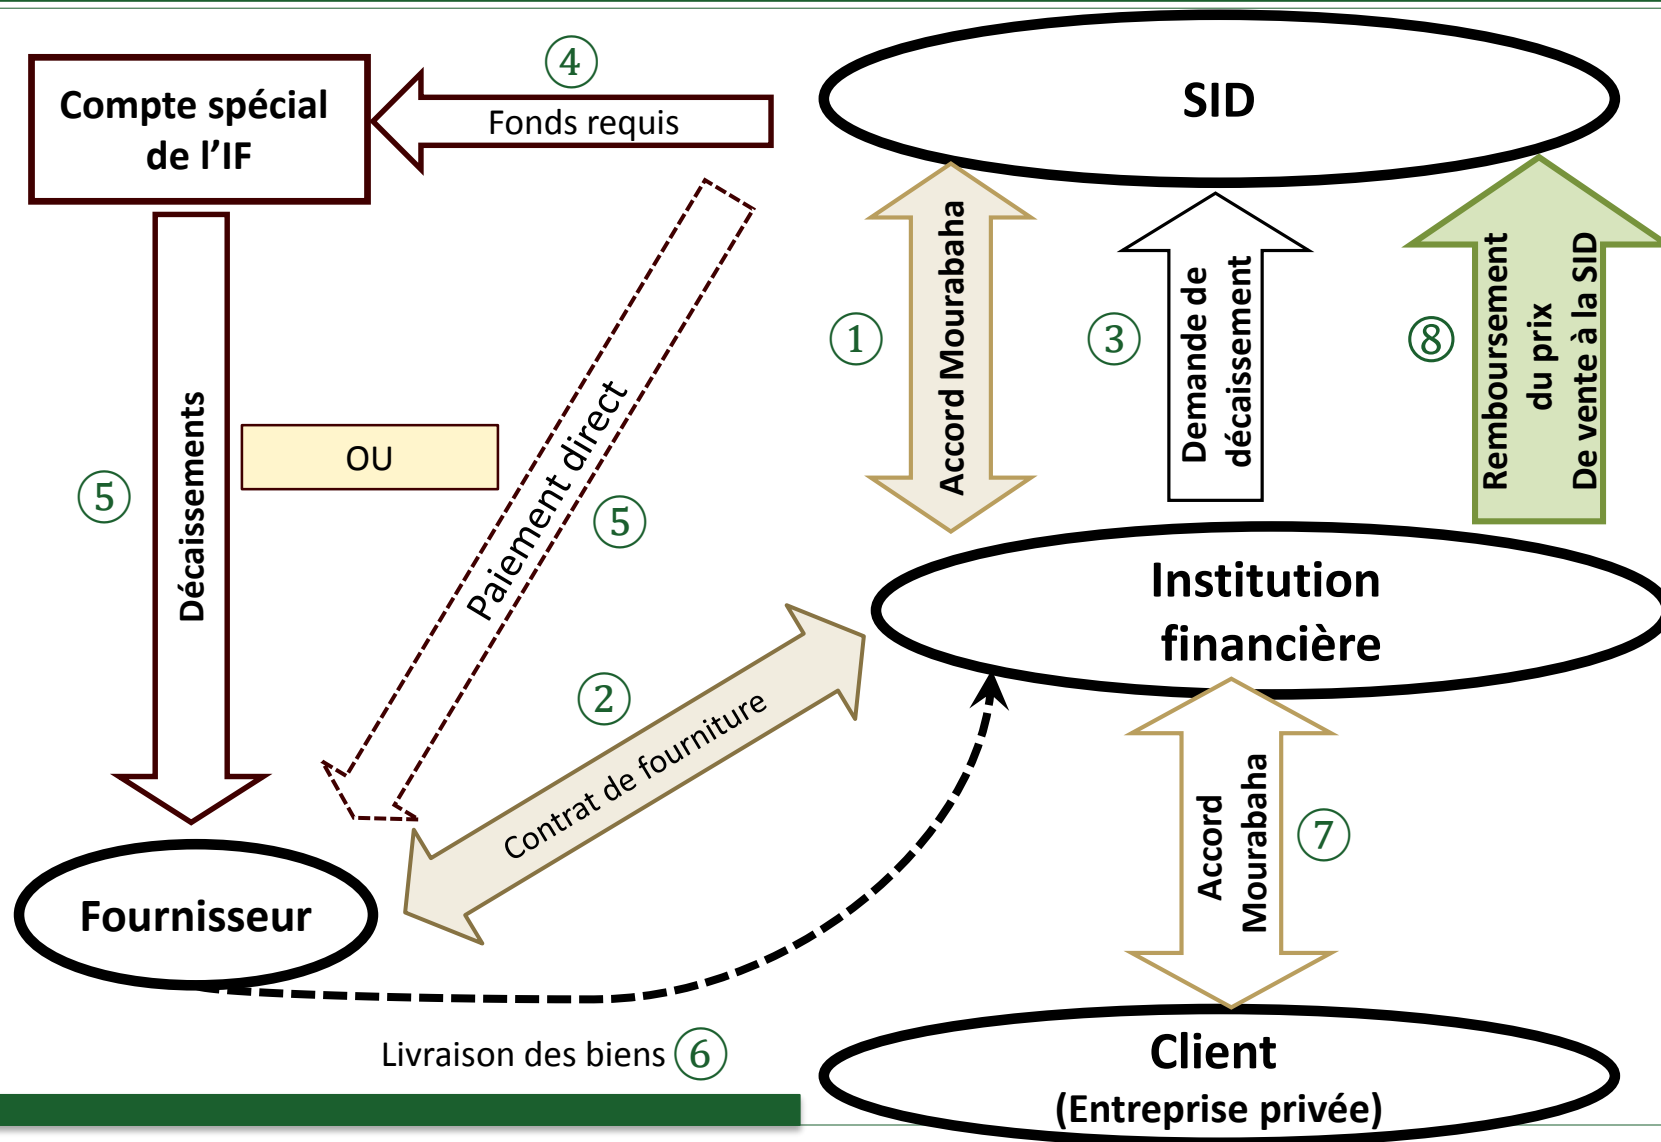 ④
SID
Compte spécial
de l’IF
Fonds requis
Accord Mourabaha
①
Demande de
décaissement
③
Remboursement
du prix
De vente à la SID
⑧
Décaissements
⑤
OU
Paiement direct
⑤
Institution
financière
②
Contrat de fourniture
Accord
Mourabaha
⑦
Fournisseur
Livraison des biens ⑥
Client
(Entreprise privée)